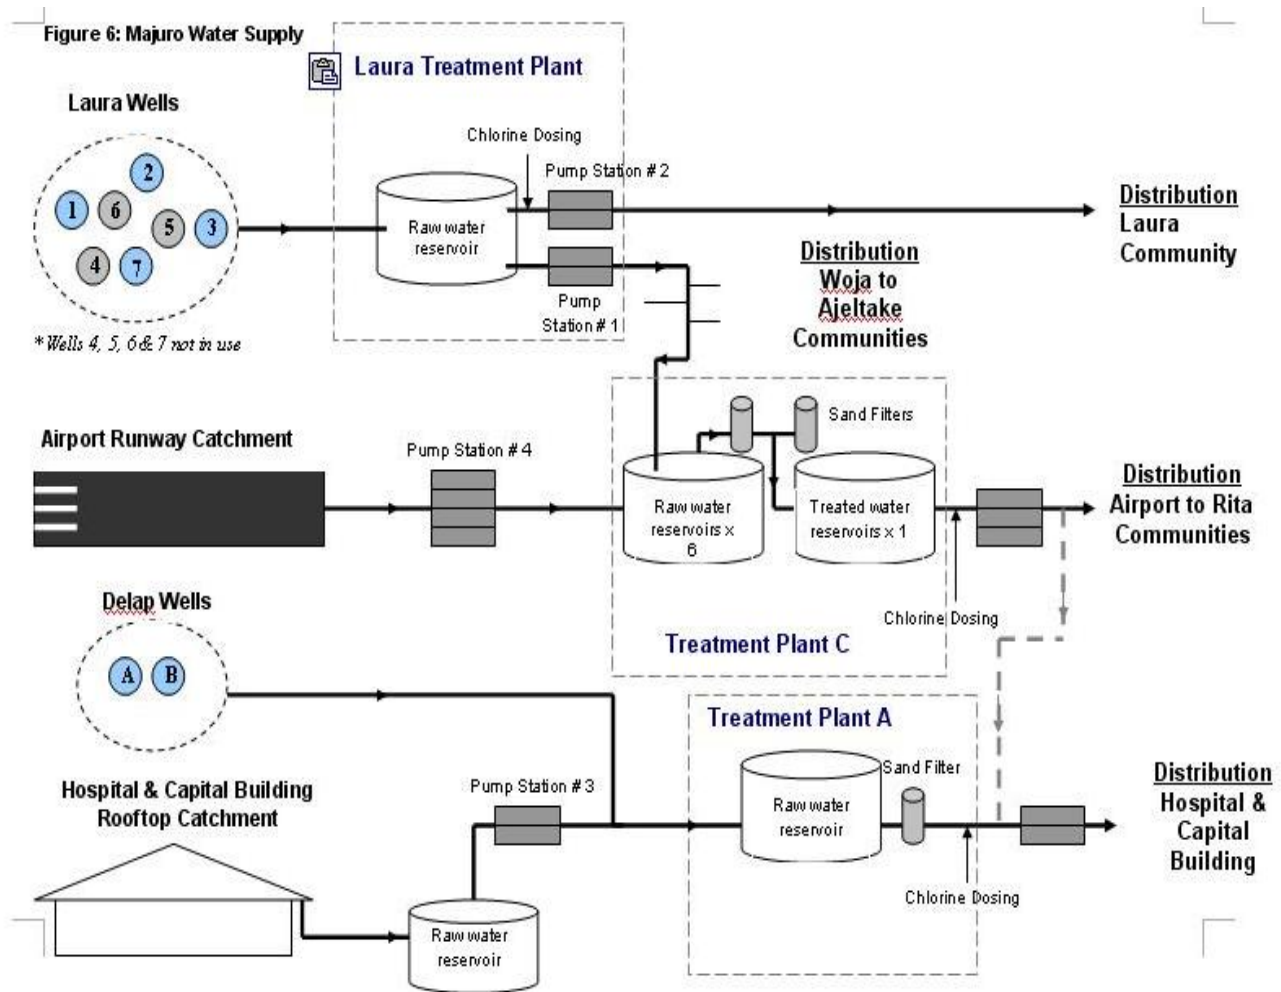 Figure 6: Majuro Water Supply
Laura Treatment Plant
Laura Wells
Chlorine Dosing
Pump Station # 2
2
1
6
5
3
4
7
Raw water
reservoir
Distribution
Laura
Community
Distribution
Woja to
Ajeltake
Communities
Pump
Station # 1
* Wells 4, 5, 6 & 7 not in use
Airport Runway Catchment
Pump Station # 4
Sand Filters
Raw water
reservoirs x
6
Treated water
reservoirs x 1
Distribution
Airport to Rita
Communities
Chlorine Dosing
Treatment Plant C
Delap Wells
A
B
Treatment Plant A
Hospital & Capital Building
Rooftop Catchment
Pump Station # 3
Sand Filter
Raw water
reservoir
Distribution
Hospital &
Capital
Building
Chlorine Dosing
Raw water
reservoir